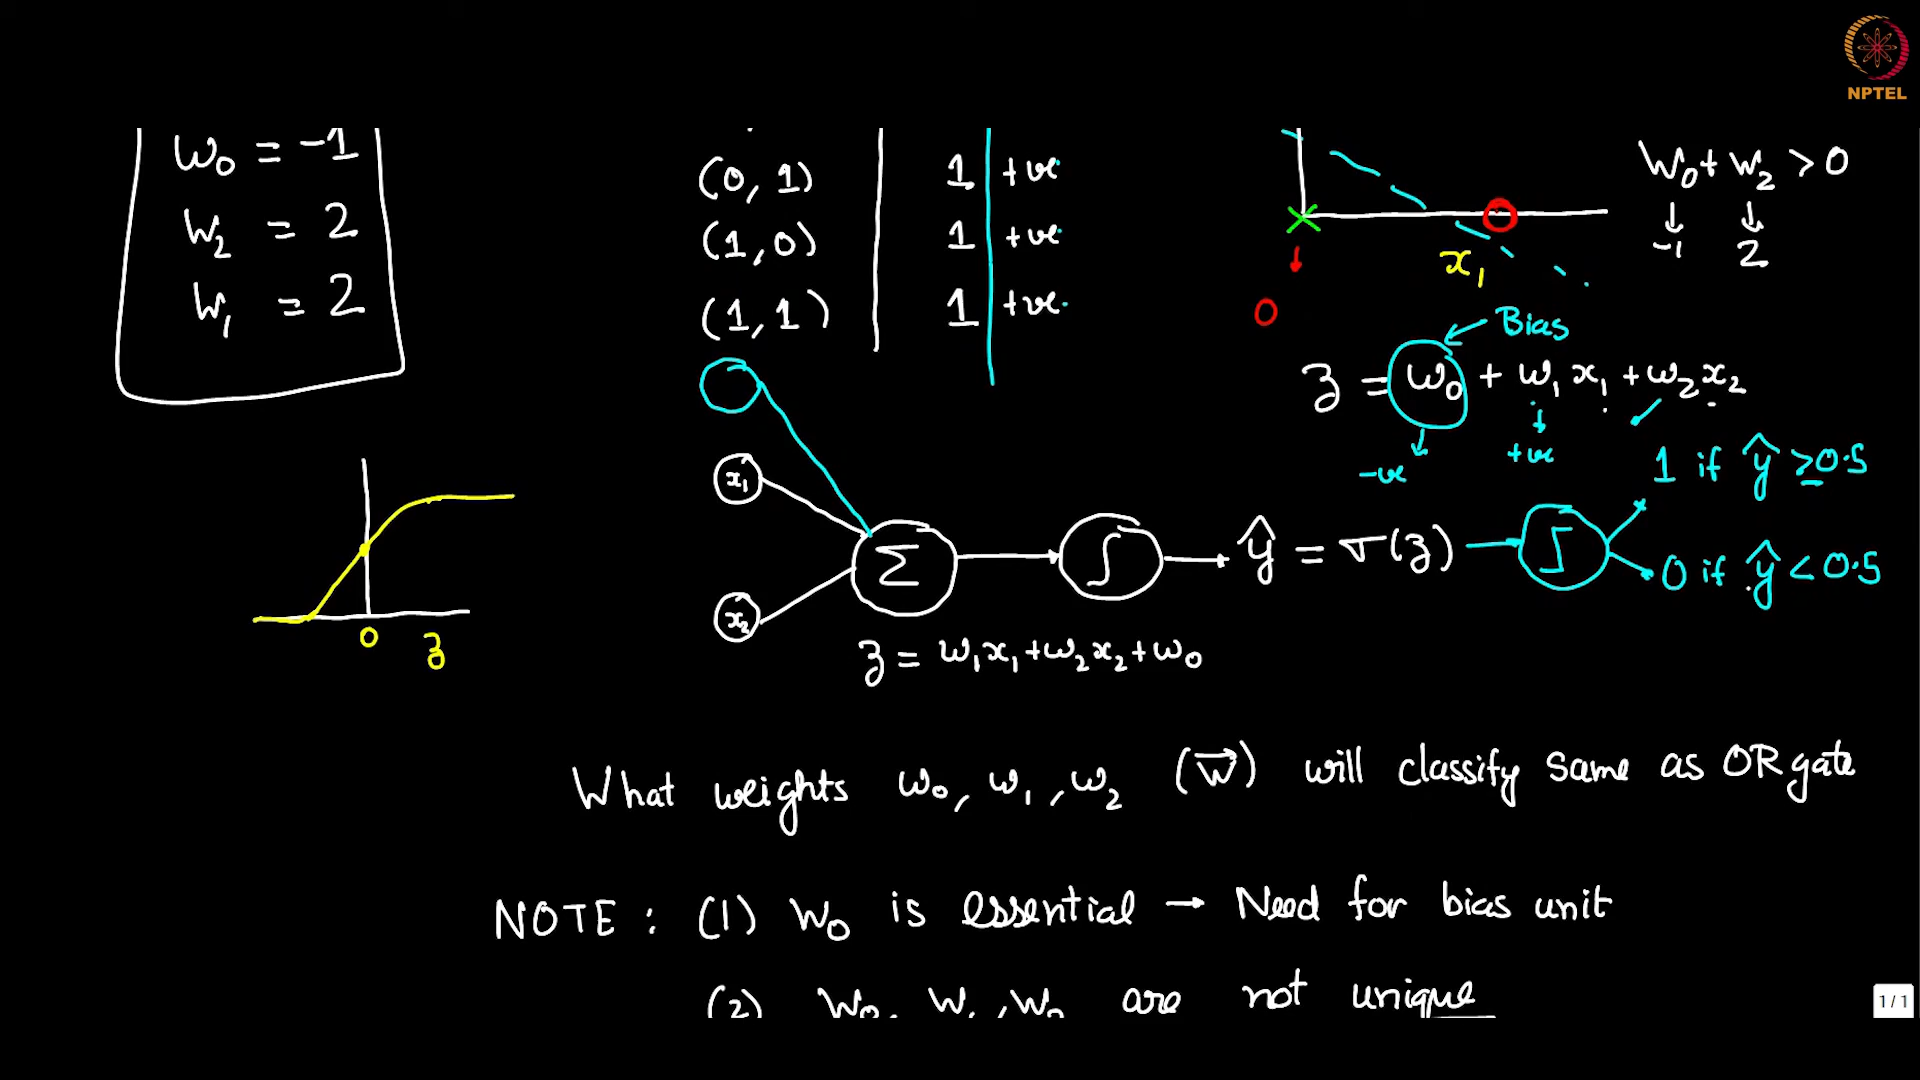 NPTEL
w₀ = -1
w₂ = 2
w₁ = 2
(0, 1) 1 +ve
(1, 0) 1 +ve
(1, 1) 1 +ve
x₁
0
w₀ + w₂ > 0
-1 2
Bias
z = w₀ + w₁x₁ + w₂x₂
-ve +ve
1 if ŷ ≥ 0.5
x₁
x₂
Σ
∫
ŷ = σ(z)
0 if ŷ < 0.5
z = w₁x₁ + w₂x₂ + w₀
0 z
What weights w₀, w₁, w₂ (w⃗) will classify same as OR gate
NOTE : (1) w₀ is essential → Need for bias unit
(2) w₀, w₁, w₂ are not unique
1 / 1